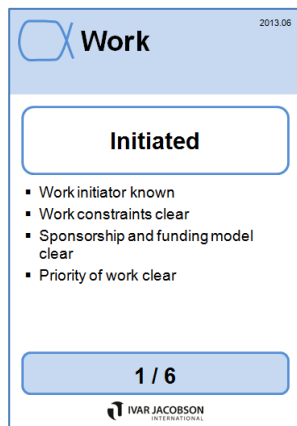 2013.06
Work
Initiated
▪ Work initiator known
▪ Work constraints clear
▪ Sponsorship and funding model
clear
▪ Priority of work clear
1 / 6
IVAR JACOBSON
INTERNATIONAL